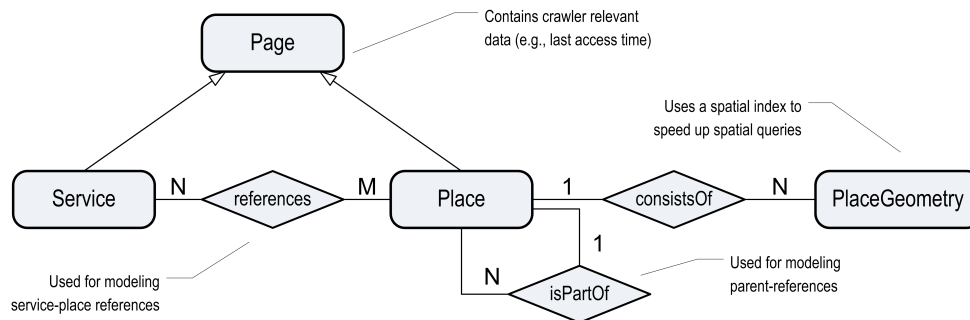 Contains crawler relevant
data (e.g., last access time)
Page
Uses a spatial index to
speed up spatial queries
Service
N
references
M
Place
1
consistsOf
N
PlaceGeometry
1
N
isPartOf
Used for modeling
service-place references
Used for modeling
parent-references